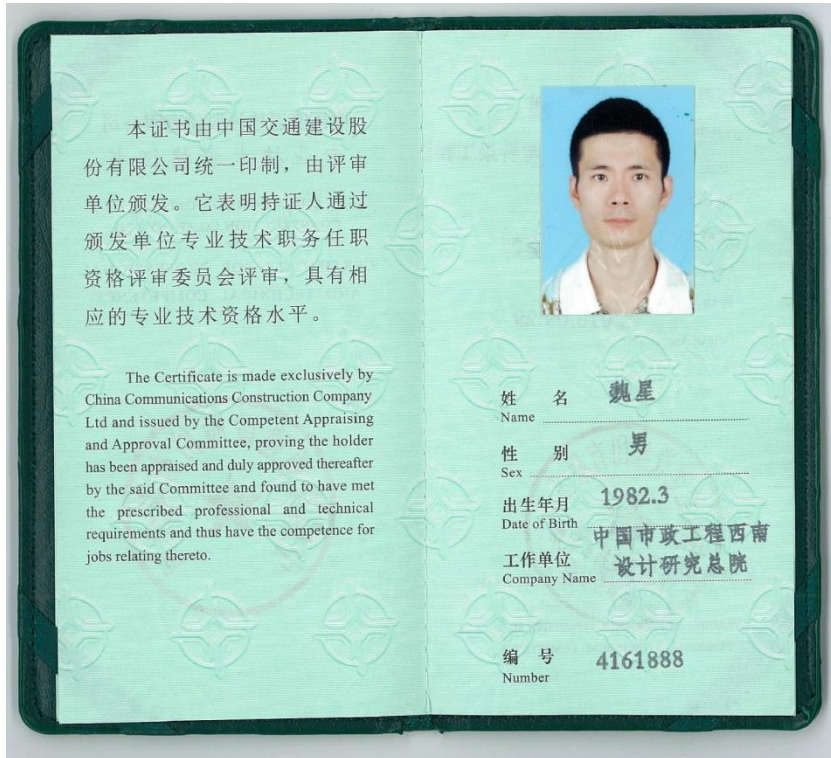 本证书由中国交通建设股
份有限公司统一印制，由评审
单位颁发。它表明持证人通过
颁发单位专业技术职务任职
资格评审委员会评审，具有相
应的专业技术资格水平。
The Certificate is made exclusively by
China Communications Construction Company
Ltd and issued by the Competent Appraising
and Approval Committee, proving the holder
has been appraised and duly approved thereafter
by the said Committee and found to have met
the prescribed professional and technical
requirements and thus have the competence for
jobs relating thereto.
姓 名 魏星
Name
性 别 男
Sex
出生年月 1982.3
Date of Birth
中国市政工程西南
工作单位 设计研究总院
Company Name
编 号 4161888
Number